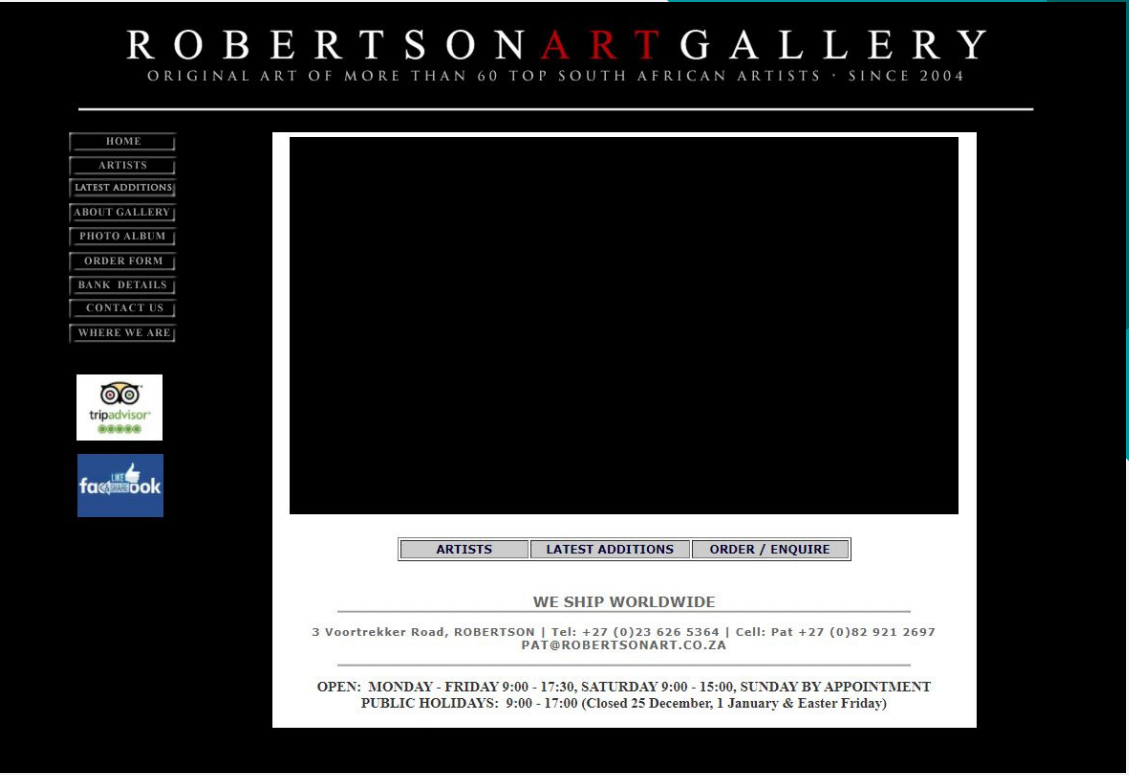 ROBERTSONARTGALLERY
ORIGINAL ART OF MORE THAN 60 TOP SOUTH AFRICAN ARTISTS · SINCE 2004
HOME
ARTISTS
LATEST ADDITIONS
ABOUT GALLERY
PHOTO ALBUM
ORDER FORM
BANK DETAILS
CONTACT US
WHERE WE ARE
tripadvisor
LIKE
facebook
ARTISTS LATEST ADDITIONS ORDER / ENQUIRE
WE SHIP WORLDWIDE
3 Voortrekker Road, ROBERTSON | Tel: +27 (0)23 626 5364 | Cell: Pat +27 (0)82 921 2697
PAT@ROBERTSONART.CO.ZA
OPEN: MONDAY - FRIDAY 9:00 - 17:30, SATURDAY 9:00 - 15:00, SUNDAY BY APPOINTMENT
PUBLIC HOLIDAYS: 9:00 - 17:00 (Closed 25 December, 1 January & Easter Friday)